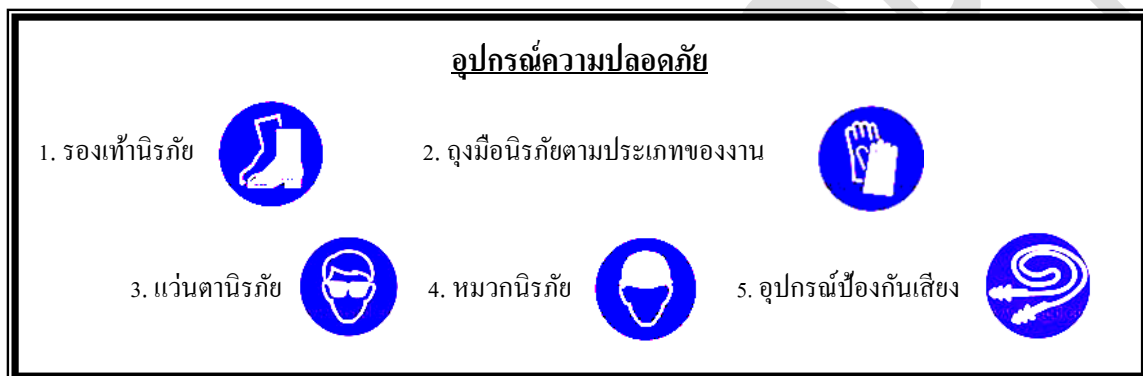 อุปกรณ์ความปลอดภัย
1. รองเท้านิรภัย 2. ถุงมือนิรภัยตามประเภทของงาน
3. แว่นตานิรภัย 4. หมวกนิรภัย 5. อุปกรณ์ป้องกันเสียง